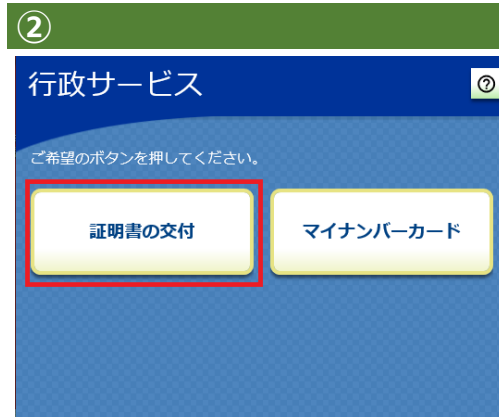 ②
行政サービス
?
ご希望のボタンを押してください。
証明書の交付 マイナンバーカード